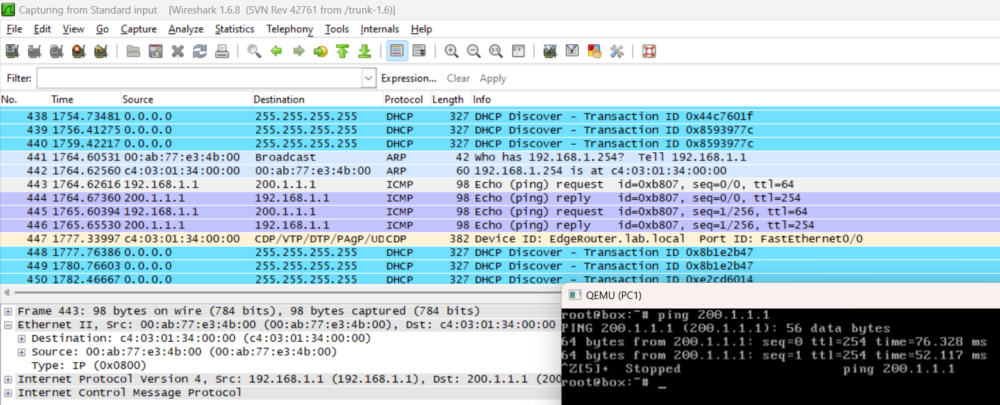 Capturing from Standard input [Wireshark 1.6.8 (SVN Rev 42761 from /trunk-1.6)]
File Edit View Go Capture Analyze Statistics Telephony Tools Internals Help
Filter: Expression... Clear Apply
No. Time Source Destination Protocol Length Info
438 1754.73481 0.0.0.0 255.255.255.255 DHCP 327 DHCP Discover - Transaction ID 0x44c7601f
439 1756.41275 0.0.0.0 255.255.255.255 DHCP 327 DHCP Discover - Transaction ID 0x8593977c
440 1759.42217 0.0.0.0 255.255.255.255 DHCP 327 DHCP Discover - Transaction ID 0x8593977c
441 1764.60531 00:ab:77:e3:4b:00 Broadcast ARP 42 Who has 192.168.1.254? Tell 192.168.1.1
442 1764.62560 c4:03:01:34:00:00 00:ab:77:e3:4b:00 ARP 60 192.168.1.254 is at c4:03:01:34:00:00
443 1764.62616 192.168.1.1 200.1.1.1 ICMP 98 Echo (ping) request id=0xb807, seq=0/0, ttl=64
444 1764.67360 200.1.1.1 192.168.1.1 ICMP 98 Echo (ping) reply id=0xb807, seq=0/0, ttl=254
445 1765.60394 192.168.1.1 200.1.1.1 ICMP 98 Echo (ping) request id=0xb807, seq=1/256, ttl=64
446 1765.65530 200.1.1.1 192.168.1.1 ICMP 98 Echo (ping) reply id=0xb807, seq=1/256, ttl=254
447 1777.33997 c4:03:01:34:00:00 CDP/VTP/DTP/PAgP/UD CDP 382 Device ID: EdgeRouter.lab.local Port ID: FastEthernet0/0
448 1777.76386 0.0.0.0 255.255.255.255 DHCP 327 DHCP Discover - Transaction ID 0x8b1e2b47
449 1780.76603 0.0.0.0 255.255.255.255 DHCP 327 DHCP Discover - Transaction ID 0x8b1e2b47
450 1782.46667 0.0.0.0 255.255.255.255 DHCP 327 DHCP Discover - Transaction ID 0xe2cd6014
Frame 443: 98 bytes on wire (784 bits), 98 bytes captured (784 bits)
Ethernet II, Src: 00:ab:77:e3:4b:00 (00:ab:77:e3:4b:00), Dst: c4:03:01:34:00:00
Destination: c4:03:01:34:00:00 (c4:03:01:34:00:00)
Source: 00:ab:77:e3:4b:00 (00:ab:77:e3:4b:00)
Type: IP (0x0800)
Internet Protocol Version 4, Src: 192.168.1.1 (192.168.1.1), Dst: 200.1.1.1 (200
Internet Control Message Protocol
QEMU (PC1)
root@box:~# ping 200.1.1.1
PING 200.1.1.1 (200.1.1.1): 56 data bytes
64 bytes from 200.1.1.1: seq=0 ttl=254 time=76.328 ms
64 bytes from 200.1.1.1: seq=1 ttl=254 time=52.117 ms
^Z[5]+ Stopped ping 200.1.1.1
root@box:~# _